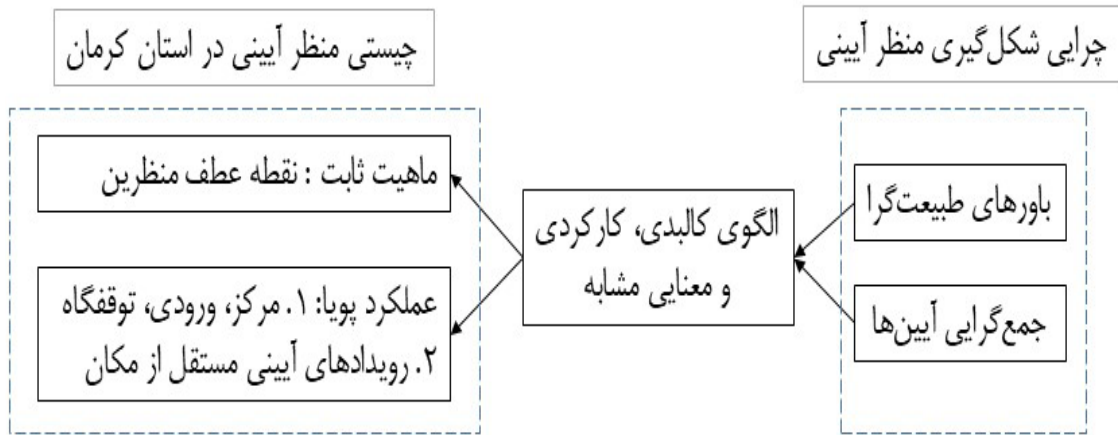 چرایی شکل‌گیری منظر آیینی
چیستی منظر آیینی در استان کرمان
باورهای طبیعت‌گرا
جمع‌گرایی آیین‌ها
الگوی کالبدی، کارکردی
و معنایی مشابه
ماهیت ثابت : نقطه عطف منظرین
عملکرد پویا: ۱. مرکز، ورودی، توقفگاه
۲. رویدادهای آیینی مستقل از مکان